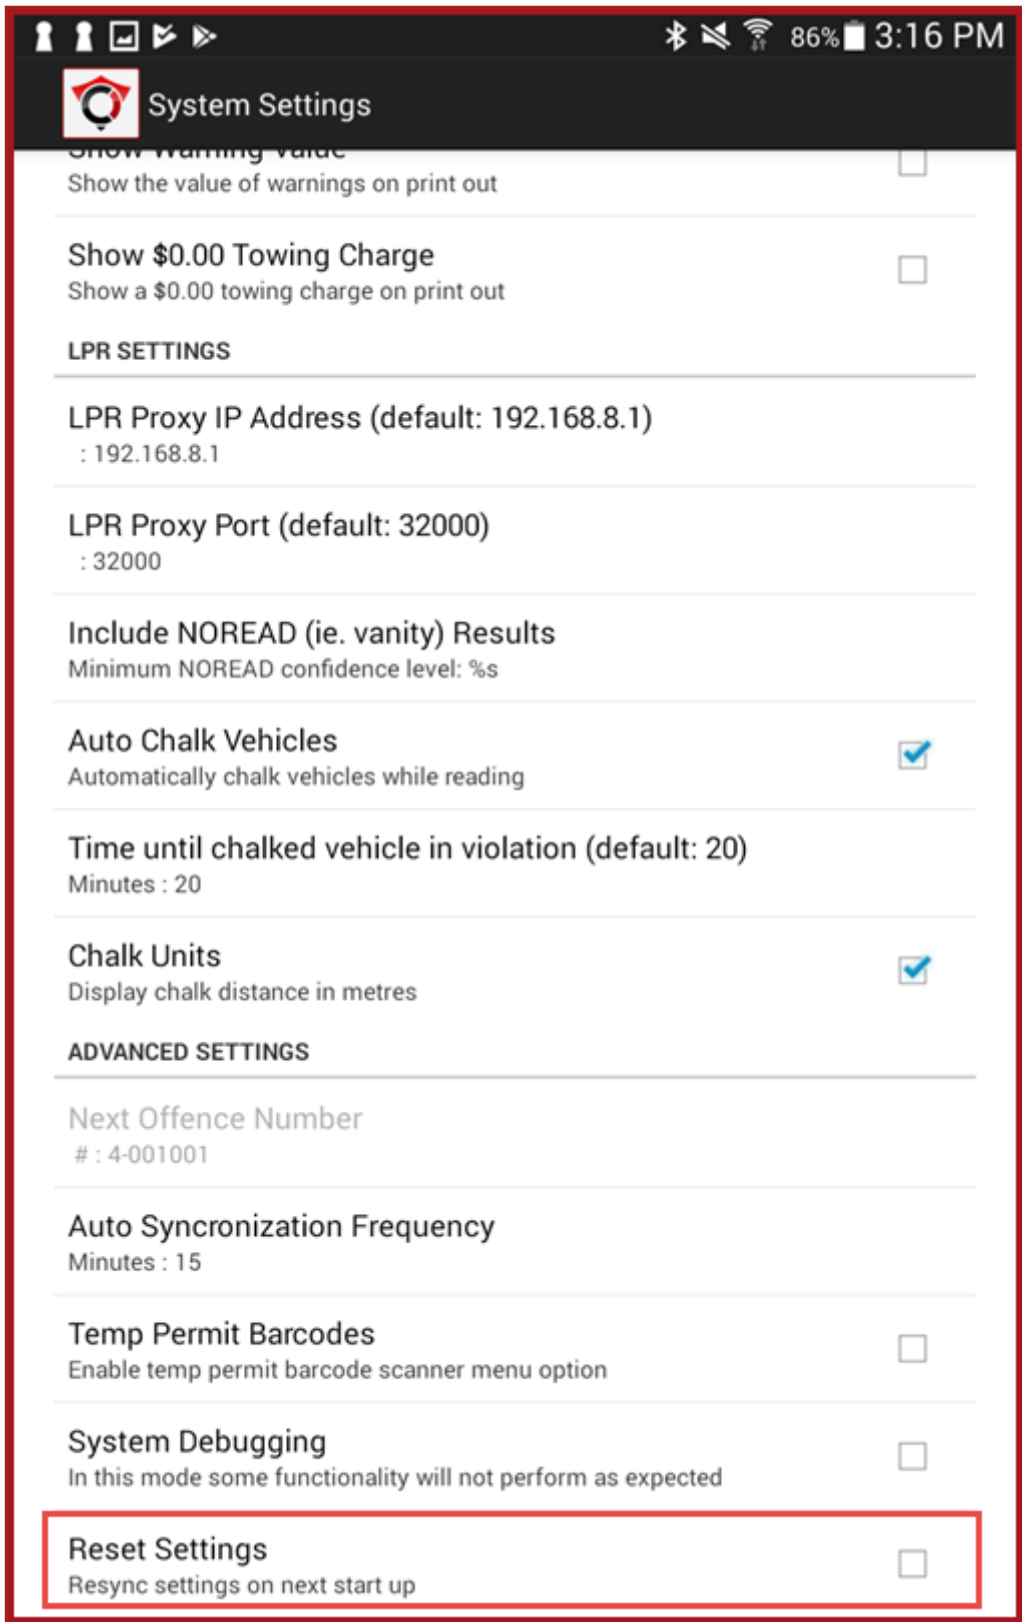 86% 3:16 PM
System Settings
Show Warning Value
Show the value of warnings on print out
Show $0.00 Towing Charge
Show a $0.00 towing charge on print out
LPR SETTINGS
LPR Proxy IP Address (default: 192.168.8.1)
: 192.168.8.1
LPR Proxy Port (default: 32000)
: 32000
Include NOREAD (ie. vanity) Results
Minimum NOREAD confidence level: %s
Auto Chalk Vehicles
Automatically chalk vehicles while reading
Time until chalked vehicle in violation (default: 20)
Minutes : 20
Chalk Units
Display chalk distance in metres
ADVANCED SETTINGS
Next Offence Number
# : 4-001001
Auto Syncronization Frequency
Minutes : 15
Temp Permit Barcodes
Enable temp permit barcode scanner menu option
System Debugging
In this mode some functionality will not perform as expected
Reset Settings
Resync settings on next start up